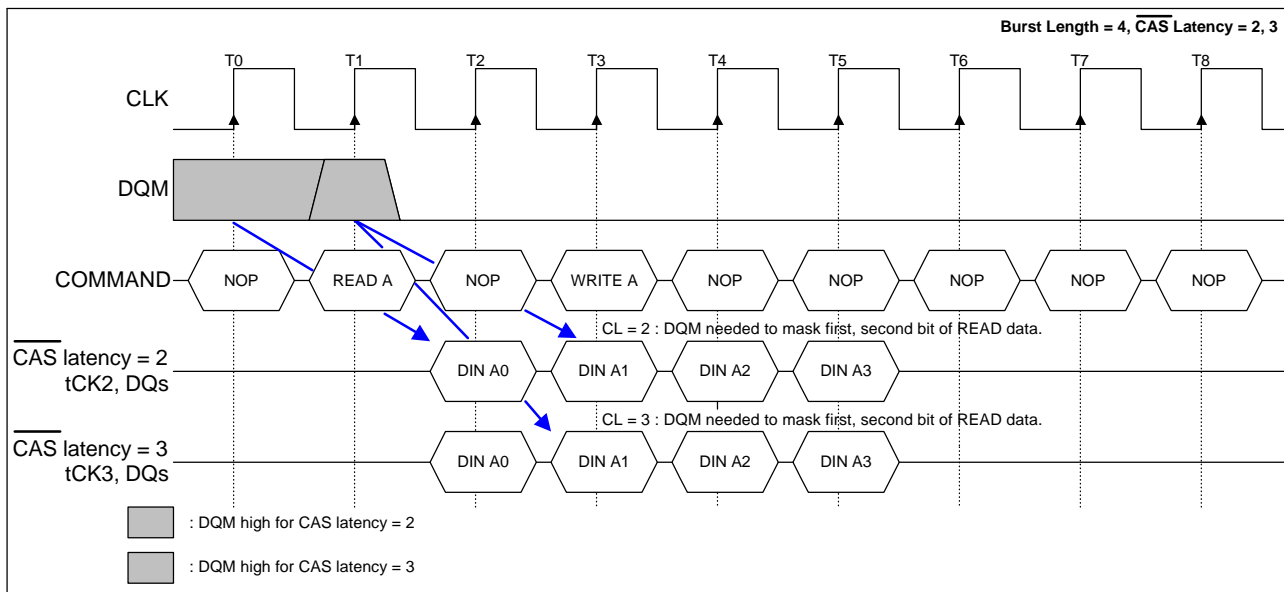 Burst Length = 4, CAS Latency = 2, 3
T0 T1 T2 T3 T4 T5 T6 T7 T8
CLK
DQM
COMMAND NOP READ A NOP WRITE A NOP NOP NOP NOP NOP
CL = 2 : DQM needed to mask first, second bit of READ data.
CAS latency = 2
tCK2, DQs DIN A0 DIN A1 DIN A2 DIN A3
CL = 3 : DQM needed to mask first, second bit of READ data.
CAS latency = 3
tCK3, DQs DIN A0 DIN A1 DIN A2 DIN A3
: DQM high for CAS latency = 2
: DQM high for CAS latency = 3